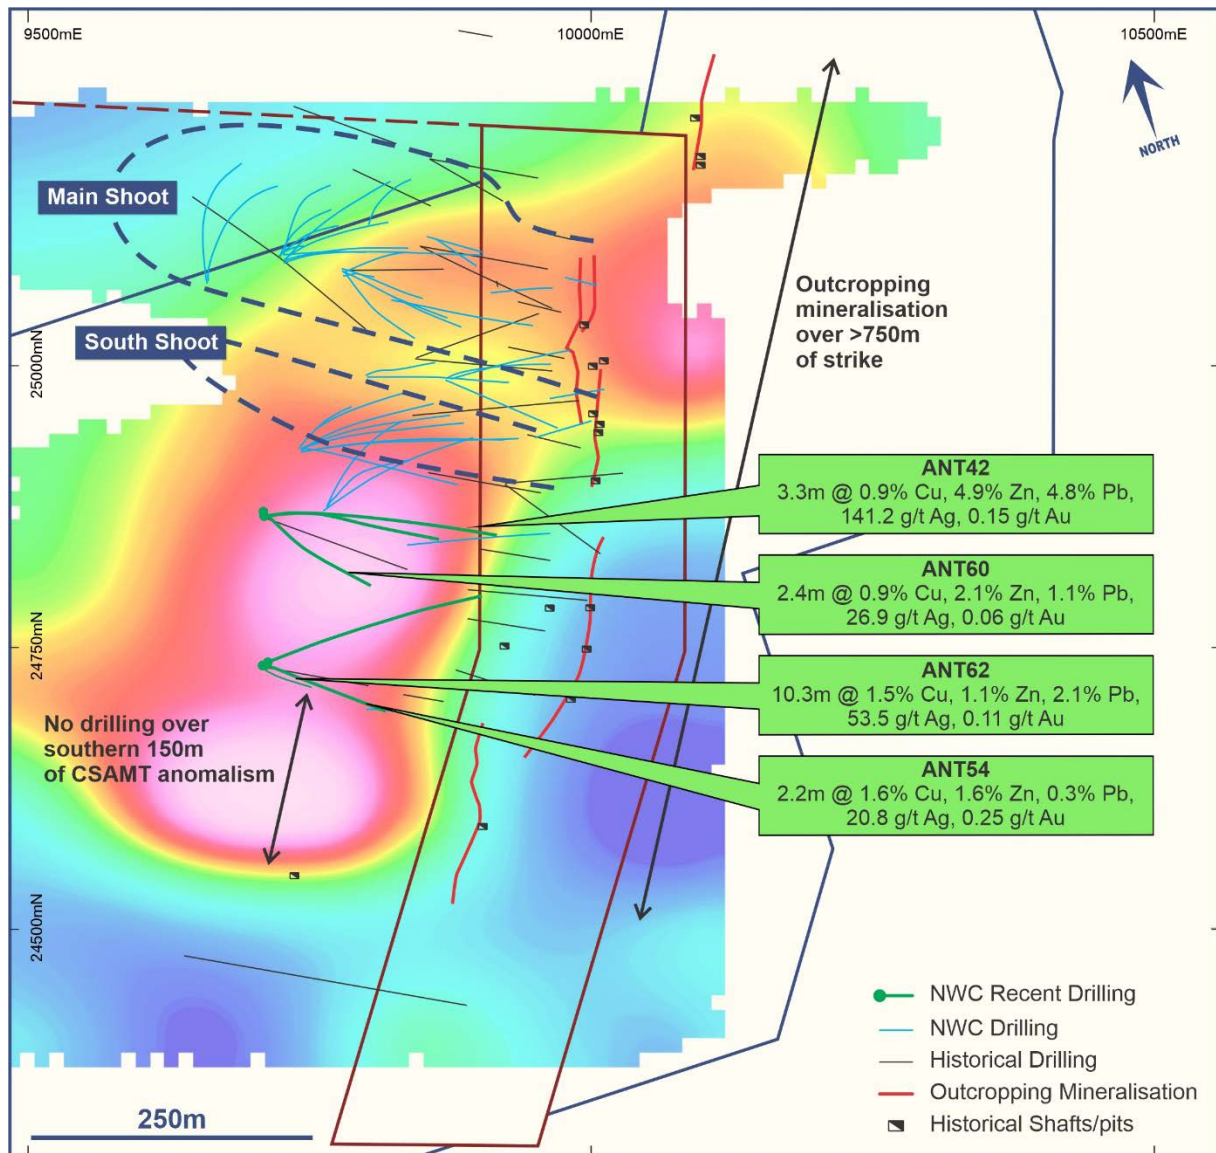 9500mE
10000mE
10500mE
NORTH
Main Shoot
South Shoot
25000mN
Outcropping
mineralisation
over >750m
of strike
ANT42
3.3m @ 0.9% Cu, 4.9% Zn, 4.8% Pb,
141.2 g/t Ag, 0.15 g/t Au
ANT60
2.4m @ 0.9% Cu, 2.1% Zn, 1.1% Pb,
26.9 g/t Ag, 0.06 g/t Au
24750mN
ANT62
10.3m @ 1.5% Cu, 1.1% Zn, 2.1% Pb,
53.5 g/t Ag, 0.11 g/t Au
No drilling over
southern 150m
of CSAMT anomalism
ANT54
2.2m @ 1.6% Cu, 1.6% Zn, 0.3% Pb,
20.8 g/t Ag, 0.25 g/t Au
24500mN
NWC Recent Drilling
NWC Drilling
Historical Drilling
Outcropping Mineralisation
Historical Shafts/pits
250m